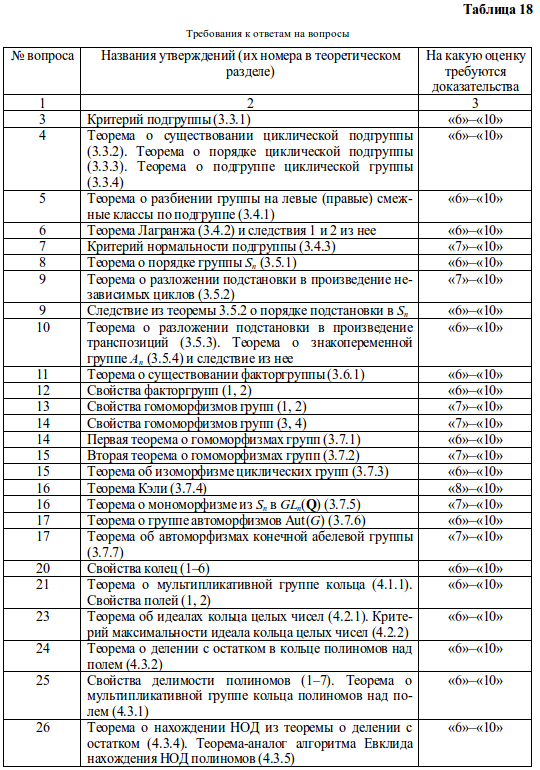 Таблица 18
Требования к ответам на вопросы
№ вопроса Названия утверждений (их номера в теоретическом разделе) На какую оценку требуются доказательства
1 2 3
3 Критерий подгруппы (3.3.1) «6»–«10»
4 Теорема о существовании циклической подгруппы «6»–«10»
(3.3.2). Теорема о порядке циклической подгруппы
(3.3.3). Теорема о подгруппе циклической группы
(3.3.4)
5 Теорема о разбиении группы на левые (правые) смеж- «6»–«10»
ные классы по подгруппе (3.4.1)
6 Теорема Лагранжа (3.4.2) и следствия 1 и 2 из нее «6»–«10»
7 Критерий нормальности подгруппы (3.4.3) «7»–«10»
8 Теорема о порядке группы Sn (3.5.1) «6»–«10»
9 Теорема о разложении подстановки в произведение не- «7»–«10»
зависимых циклов (3.5.2)
9 Следствие из теоремы 3.5.2 о порядке подстановки в Sn «6»–«10»
10 Теорема о разложении подстановки в произведение «6»–«10»
транспозиций (3.5.3). Теорема о знакопеременной
группе An (3.5.4) и следствие из нее
11 Теорема о существовании факторгруппы (3.6.1) «6»–«10»
12 Свойства факторгрупп (1, 2) «6»–«10»
13 Свойства гомоморфизмов групп (1, 2) «7»–«10»
14 Свойства гомоморфизмов групп (3, 4) «7»–«10»
14 Первая теорема о гомоморфизмах групп (3.7.1) «6»–«10»
15 Вторая теорема о гомоморфизмах групп (3.7.2) «7»–«10»
15 Теорема об изоморфизме циклических групп (3.7.3) «6»–«10»
16 Теорема Кэли (3.7.4) «8»–«10»
16 Теорема о мономорфизме из Sn в GLn(Q) (3.7.5) «7»–«10»
17 Теорема о группе автоморфизмов Aut(G) (3.7.6) «6»–«10»
17 Теорема об автоморфизмах конечной абелевой группы «7»–«10»
(3.7.7)
20 Свойства колец (1–6) «6»–«10»
21 Теорема о мультипликативной группе кольца (4.1.1). «6»–«10»
Свойства полей (1, 2)
23 Теорема об идеалах кольца целых чисел (4.2.1). Крите- «6»–«10»
рий максимальности идеала кольца целых чисел (4.2.2)
24 Теорема о делении с остатком в кольце полиномов над «6»–«10»
полем (4.3.2)
25 Свойства делимости полиномов (1–7). Теорема о «6»–«10»
мультипликативной группе кольца полиномов над по-
лем (4.3.1)
26 Теорема о нахождении НОД из теоремы о делении с «6»–«10»
остатком (4.3.4). Теорема-аналог алгоритма Евклида
нахождения НОД полиномов (4.3.5)